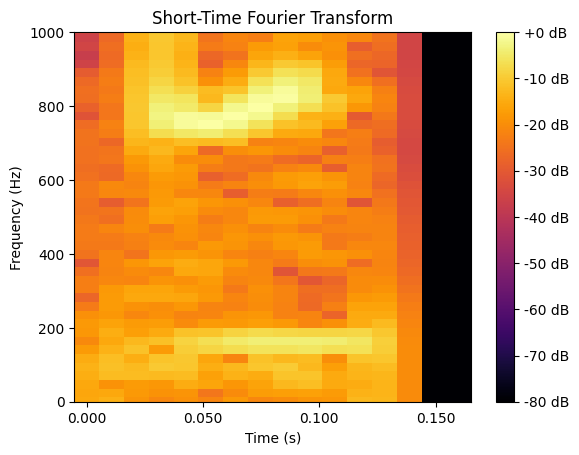 Short-Time Fourier Transform
1000
800
600
400
200
0
Frequency (Hz)
0.000
0.050
0.100
0.150
Time (s)
+0 dB
-10 dB
-20 dB
-30 dB
-40 dB
-50 dB
-60 dB
-70 dB
-80 dB